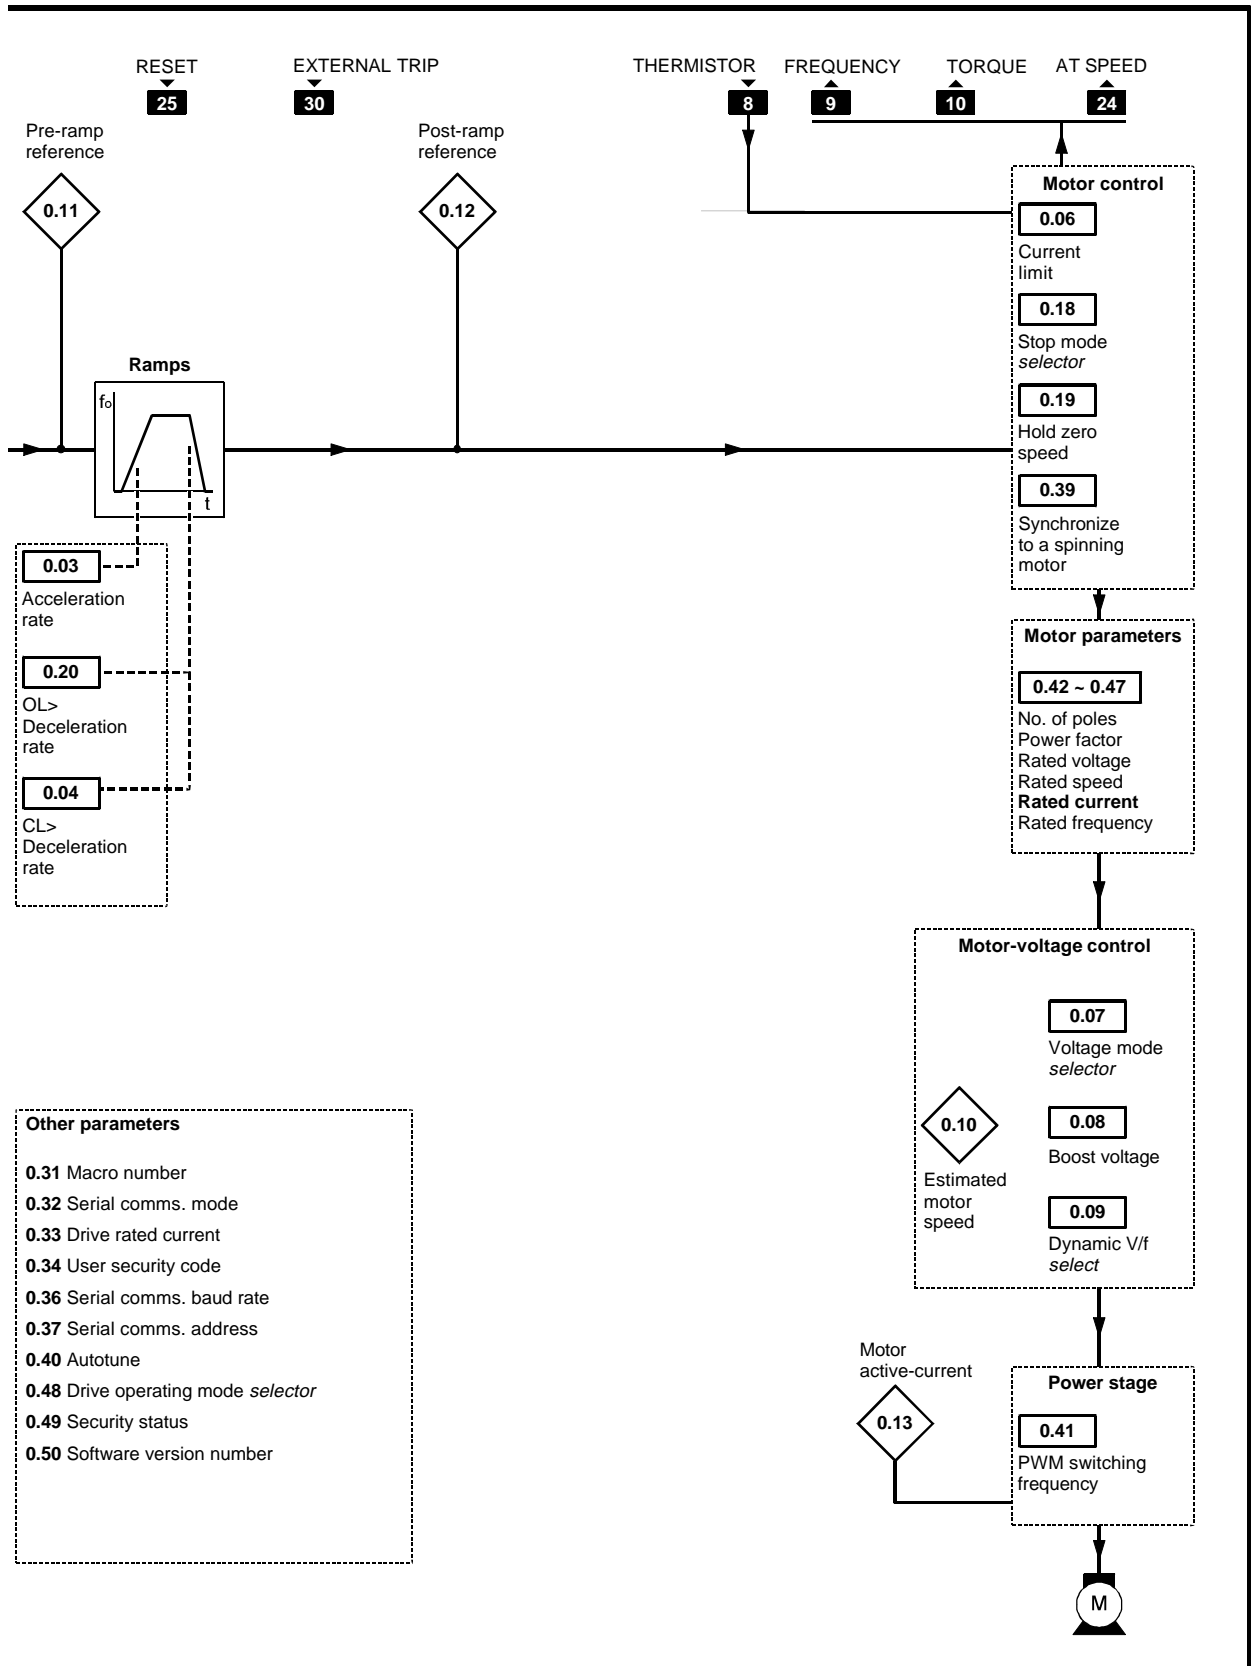 RESET
EXTERNAL TRIP
THERMISTOR
FREQUENCY
TORQUE
AT SPEED
25
30
8
9
10
24
Pre-ramp
reference
0.11
Post-ramp
reference
0.12
Ramps
fo
t
0.03
Acceleration
rate
0.20
OL>
Deceleration
rate
0.04
CL>
Deceleration
rate
Motor control
0.06
Current
limit
0.18
Stop mode
selector
0.19
Hold zero
speed
0.39
Synchronize
to a spinning
motor
Motor parameters
0.42 ~ 0.47
No. of poles
Power factor
Rated voltage
Rated speed
Rated current
Rated frequency
Motor-voltage control
0.07
Voltage mode
selector
0.10
Estimated
motor
speed
0.08
Boost voltage
0.09
Dynamic V/f
select
Other parameters
0.31 Macro number
0.32 Serial comms. mode
0.33 Drive rated current
0.34 User security code
0.36 Serial comms. baud rate
0.37 Serial comms. address
0.40 Autotune
0.48 Drive operating mode selector
0.49 Security status
0.50 Software version number
Motor
active-current
0.13
Power stage
0.41
PWM switching
frequency
M